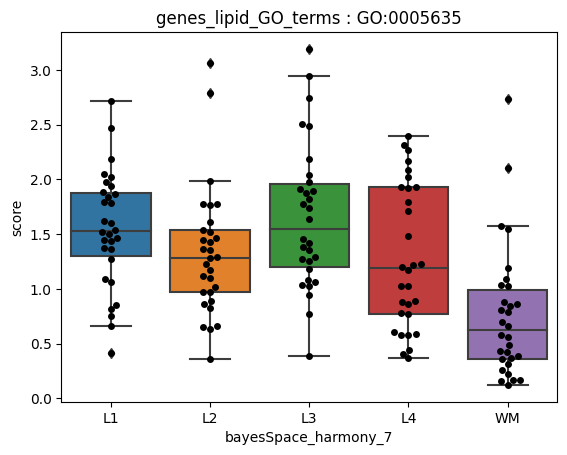 genes_lipid_GO_terms : GO:0005635
3.0
2.5
2.0
1.5
1.0
0.5
0.0
score
L1 L2 L3 L4 WM
bayesSpace_harmony_7